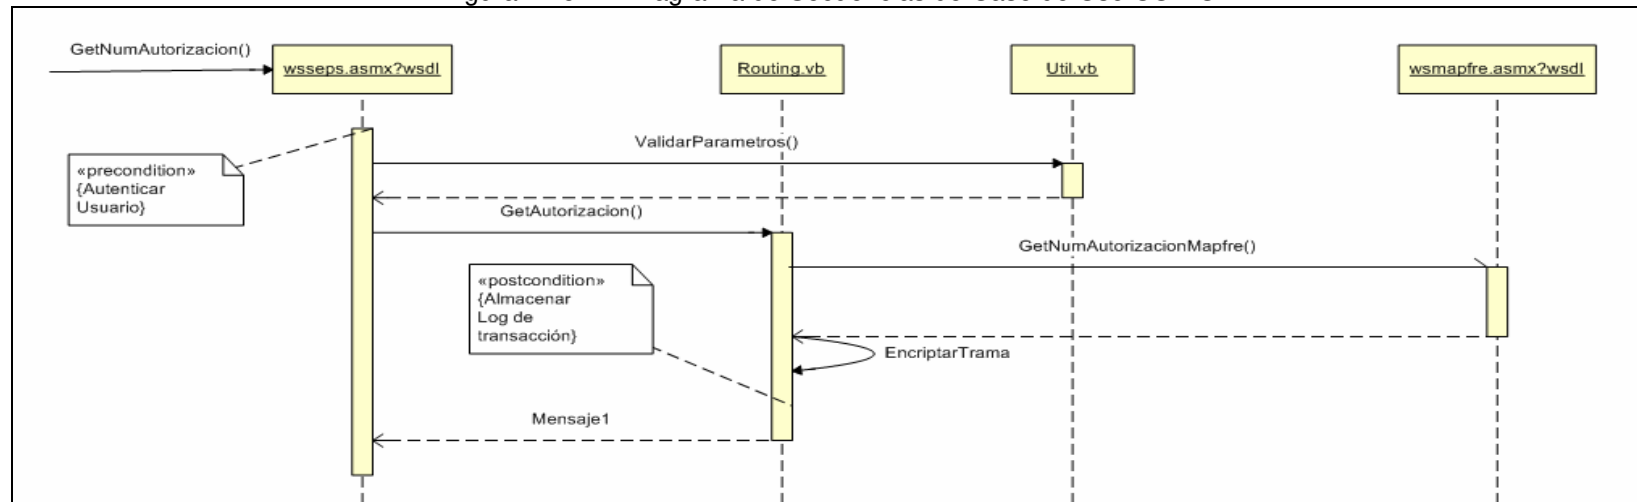 GetNumAutorizacion()
wsseps.asmx?wsdl
Routing.vb
Util.vb
wsmapfre.asmx?wsdl
ValidarParametros()
«precondition»
{Autenticar
Usuario}
GetAutorizacion()
GetNumAutorizacionMapfre()
«postcondition»
{Almacenar
Log de
transacción}
EncriptarTrama
Mensaje1